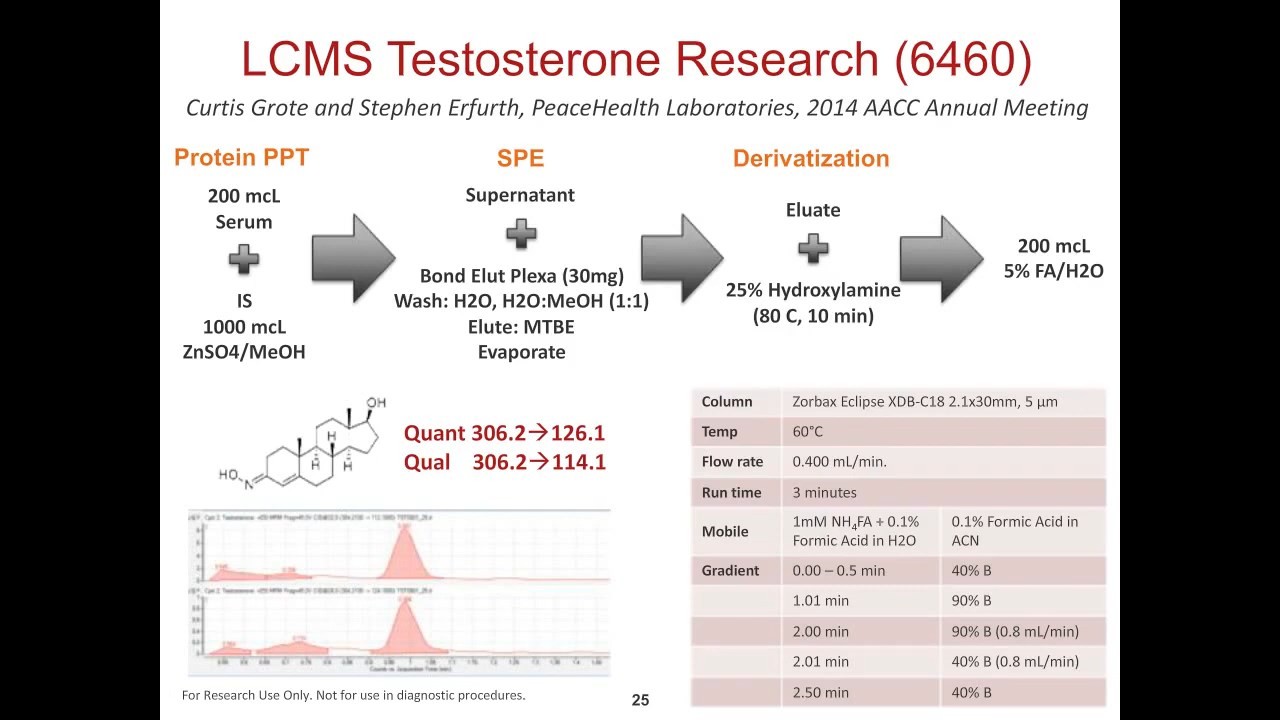 LCMS Testosterone Research (6460)
Curtis Grote and Stephen Erfurth, PeaceHealth Laboratories, 2014 AACC Annual Meeting
Protein PPT
200 mcL
Serum
IS
1000 mcL
ZnSO4/MeOH
SPE
Supernatant
Bond Elut Plexa (30mg)
Wash: H2O, H2O:MeOH (1:1)
Elute: MTBE
Evaporate
Derivatization
Eluate
25% Hydroxylamine
(80 C, 10 min)
200 mcL
5% FA/H2O
OH
H
H
H
HO
N
Quant 306.2→126.1
Qual 306.2→114.1
Column Zorbax Eclipse XDB-C18 2.1x30mm, 5 µm
Temp 60°C
Flow rate 0.400 mL/min.
Run time 3 minutes
Mobile 1mM NH₄FA + 0.1% Formic Acid in H2O 0.1% Formic Acid in ACN
Gradient 0.00 – 0.5 min 40% B
1.01 min 90% B
2.00 min 90% B (0.8 mL/min)
2.01 min 40% B (0.8 mL/min)
2.50 min 40% B
For Research Use Only. Not for use in diagnostic procedures.
25